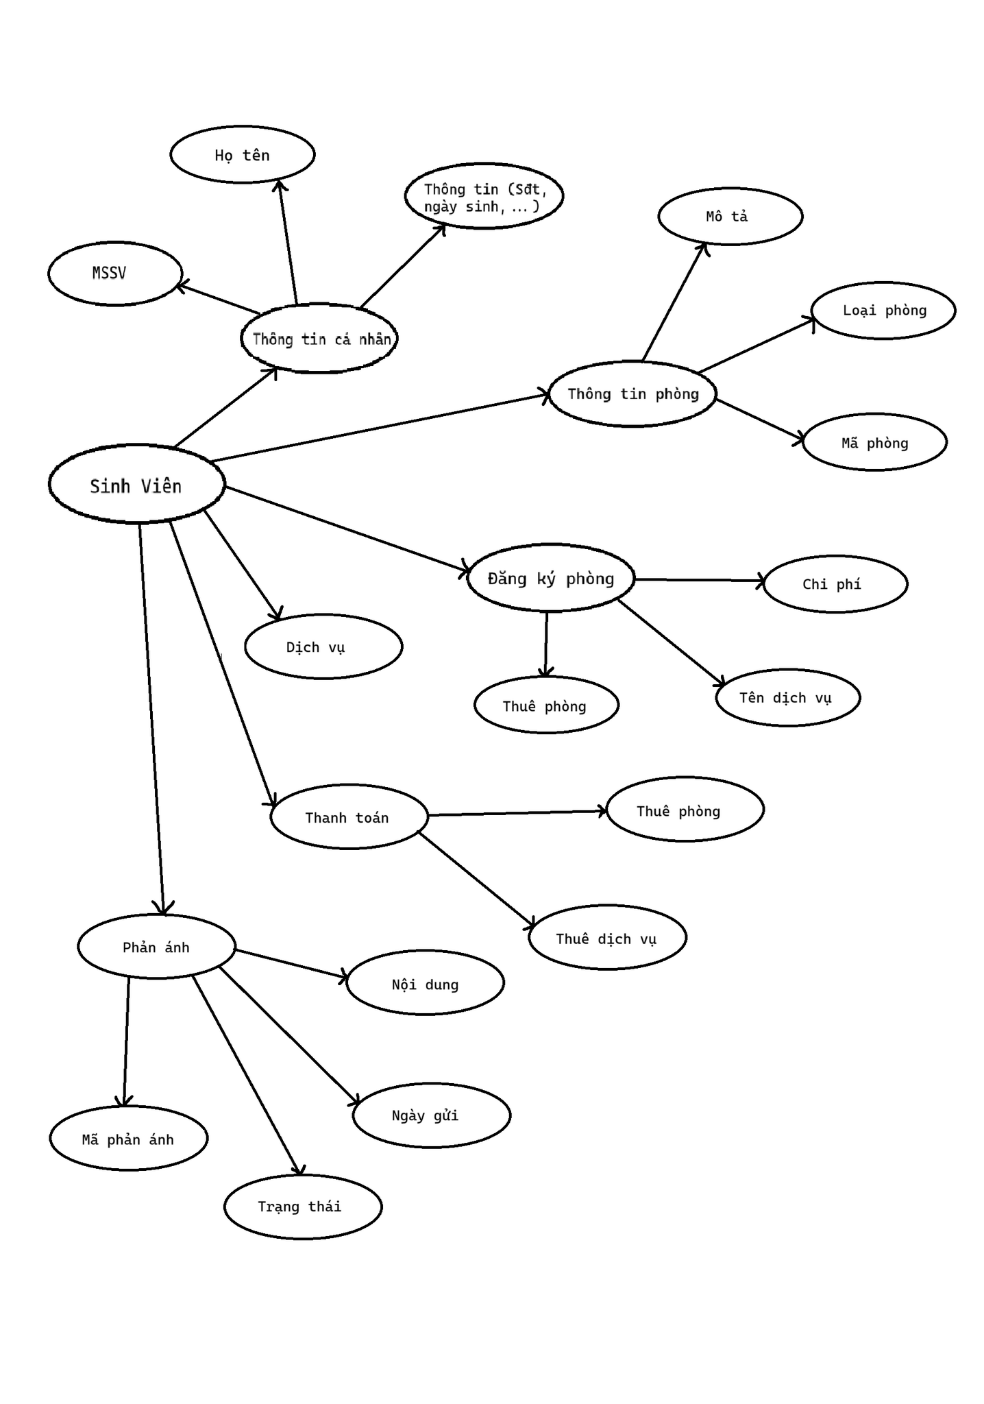 Họ tên
Thông tin (Sđt,
ngày sinh, ...)
MSSV
Thông tin cá nhân
Mô tả
Loại phòng
Thông tin phòng
Mã phòng
Sinh Viên
Đăng ký phòng
Chi phí
Dịch vụ
Thuê phòng
Tên dịch vụ
Thanh toán
Thuê phòng
Thuê dịch vụ
Phản ánh
Nội dung
Ngày gửi
Mã phản ánh
Trạng thái